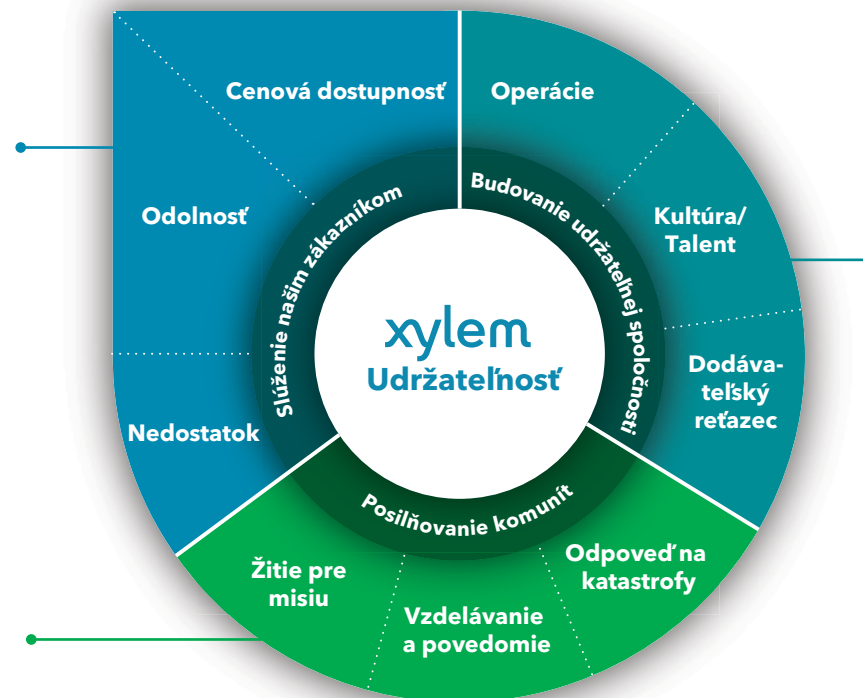 Cenová dostupnosť
Operácie
Odolnosť
Kultúra/
Talent
Slúženie našim zákazníkom
Budovanie udržateľnej spoločnosti
xylem
Udržateľnosť
Dodáva-
teľský
reťazec
Nedostatok
Posilňovanie komunít
Žitie pre
misiu
Vzdelávanie
a povedomie
Odpoveď na
katastrofy